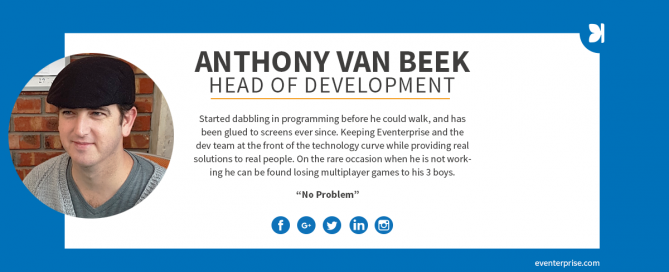 ANTHONY VAN BEEK
HEAD OF DEVELOPMENT
Started dabbling in programming before he could walk, and has
been glued to screens ever since. Keeping Eventerprise and the
dev team at the front of the technology curve while providing real
solutions to real people. On the rare occasion when he is not work-
ing he can be found losing multiplayer games to his 3 boys.
“No Problem”
eventerprise.com